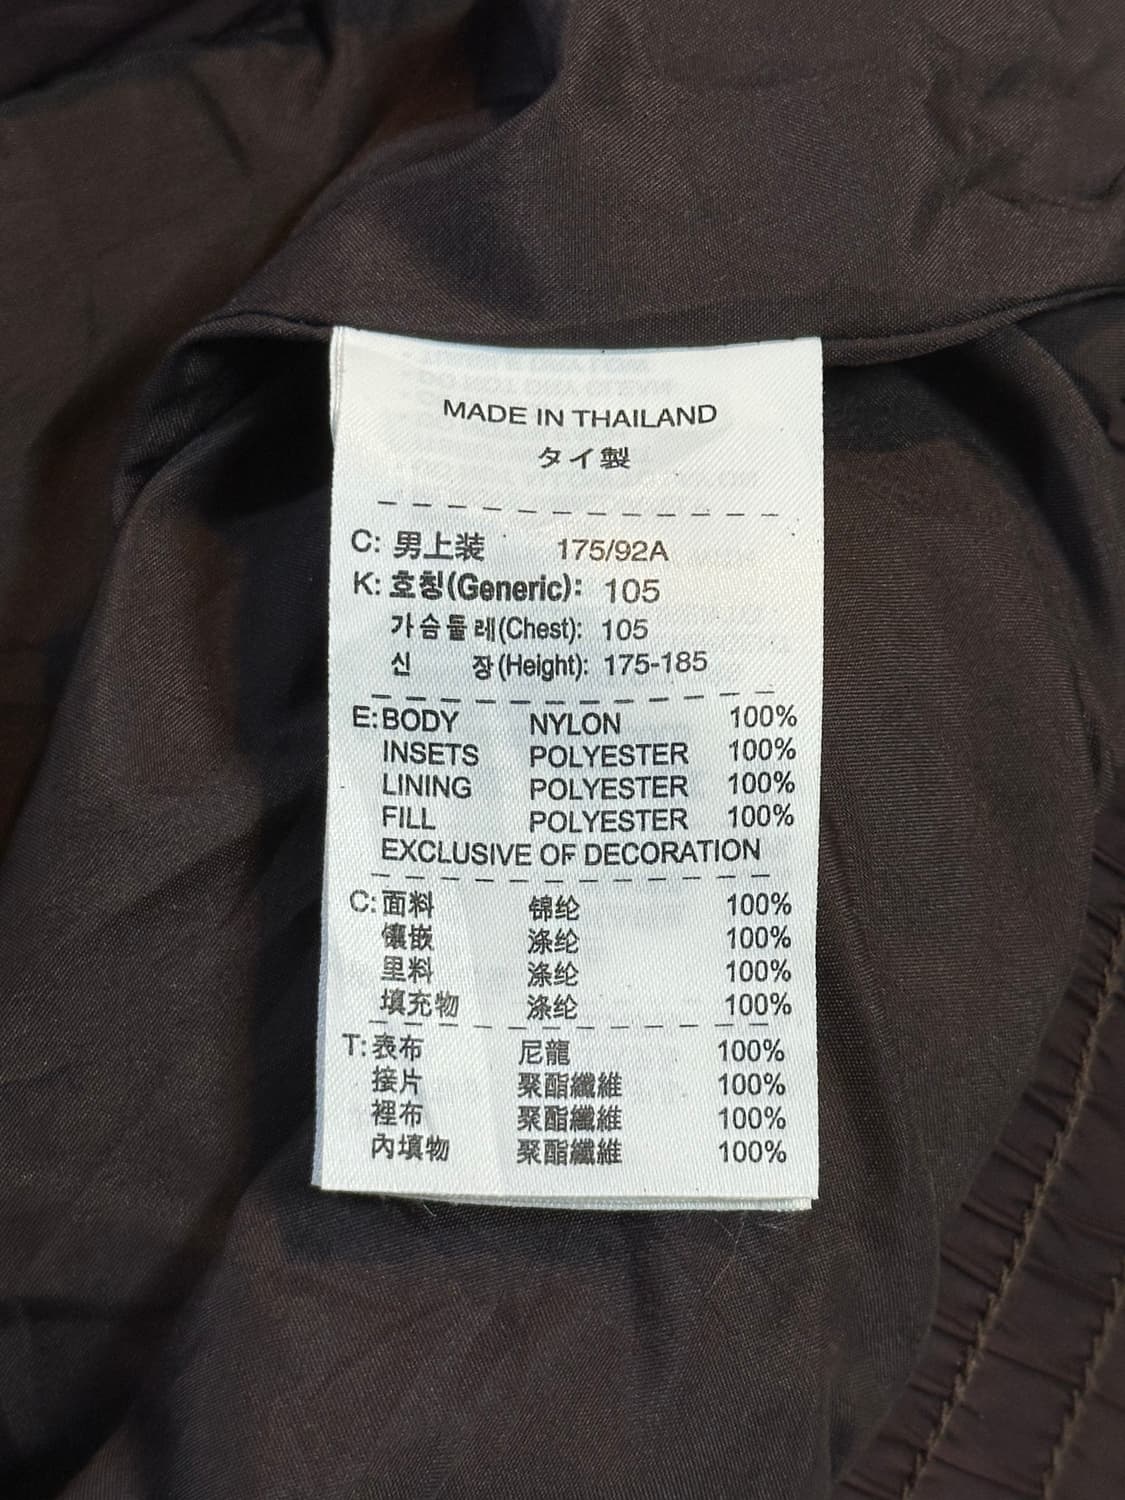 MADE IN THAILAND
タイ製
C: 男上装 175/92A
K: 호칭(Generic): 105
가슴둘레(Chest): 105
신 장(Height): 175-185
E: BODY NYLON 100%
INSETS POLYESTER 100%
LINING POLYESTER 100%
FILL POLYESTER 100%
EXCLUSIVE OF DECORATION
C: 面料 锦纶 100%
镶嵌 涤纶 100%
里料 涤纶 100%
填充物 涤纶 100%
T: 表布 尼龍 100%
接片 聚酯纖維 100%
裡布 聚酯纖維 100%
內填物 聚酯纖維 100%